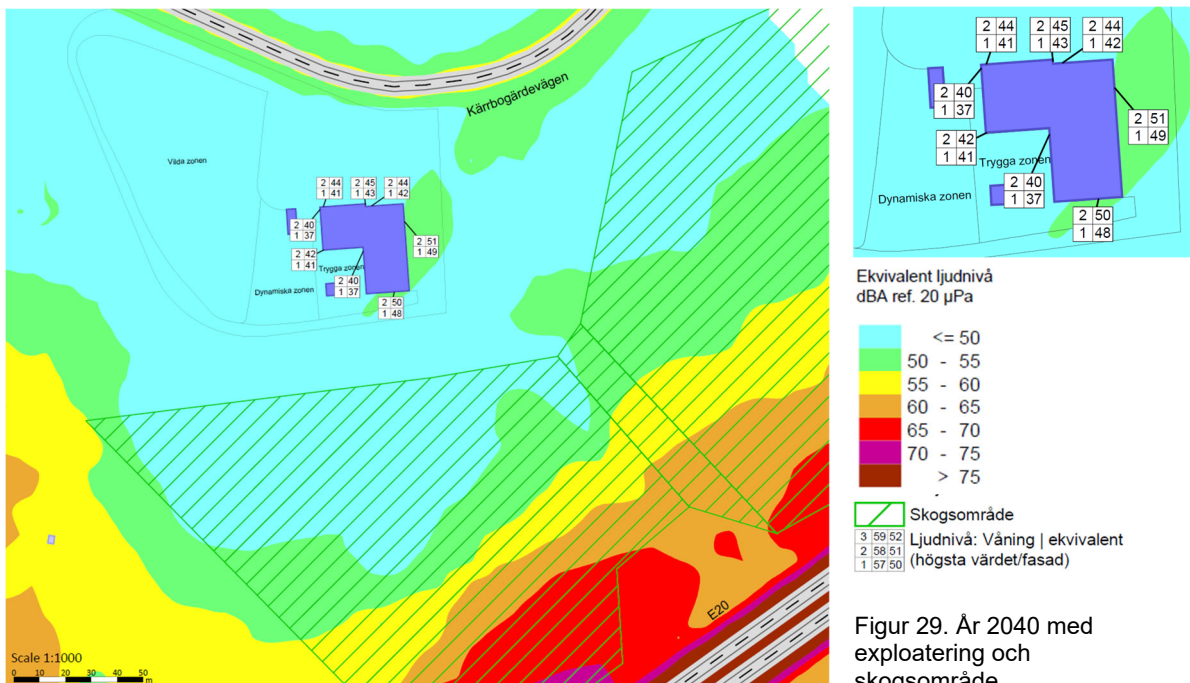 Kärrbogärdevägen
Vilda zonen
2 44
1 41
2 45
1 43
2 44
1 42
2 40
1 37
2 51
1 49
2 42
1 41
Trygga zonen
2 40
1 37
Dynamiska zonen
2 50
1 48
E20
Scale 1:1000
0 10 20 30 40 50
m
2 44
1 41
2 45
1 43
2 44
1 42
2 40
1 37
2 51
1 49
2 42
1 41
Trygga zonen
2 40
1 37
Dynamiska zonen
2 50
1 48
Ekvivalent ljudnivå
dBA ref. 20 µPa
<= 50
50 - 55
55 - 60
60 - 65
65 - 70
70 - 75
> 75
Skogsområde
3 59 52
2 58 51
1 57 50
Ljudnivå: Våning | ekvivalent
(högsta värdet/fasad)
Figur 29. År 2040 med
exploatering och
skogsområde